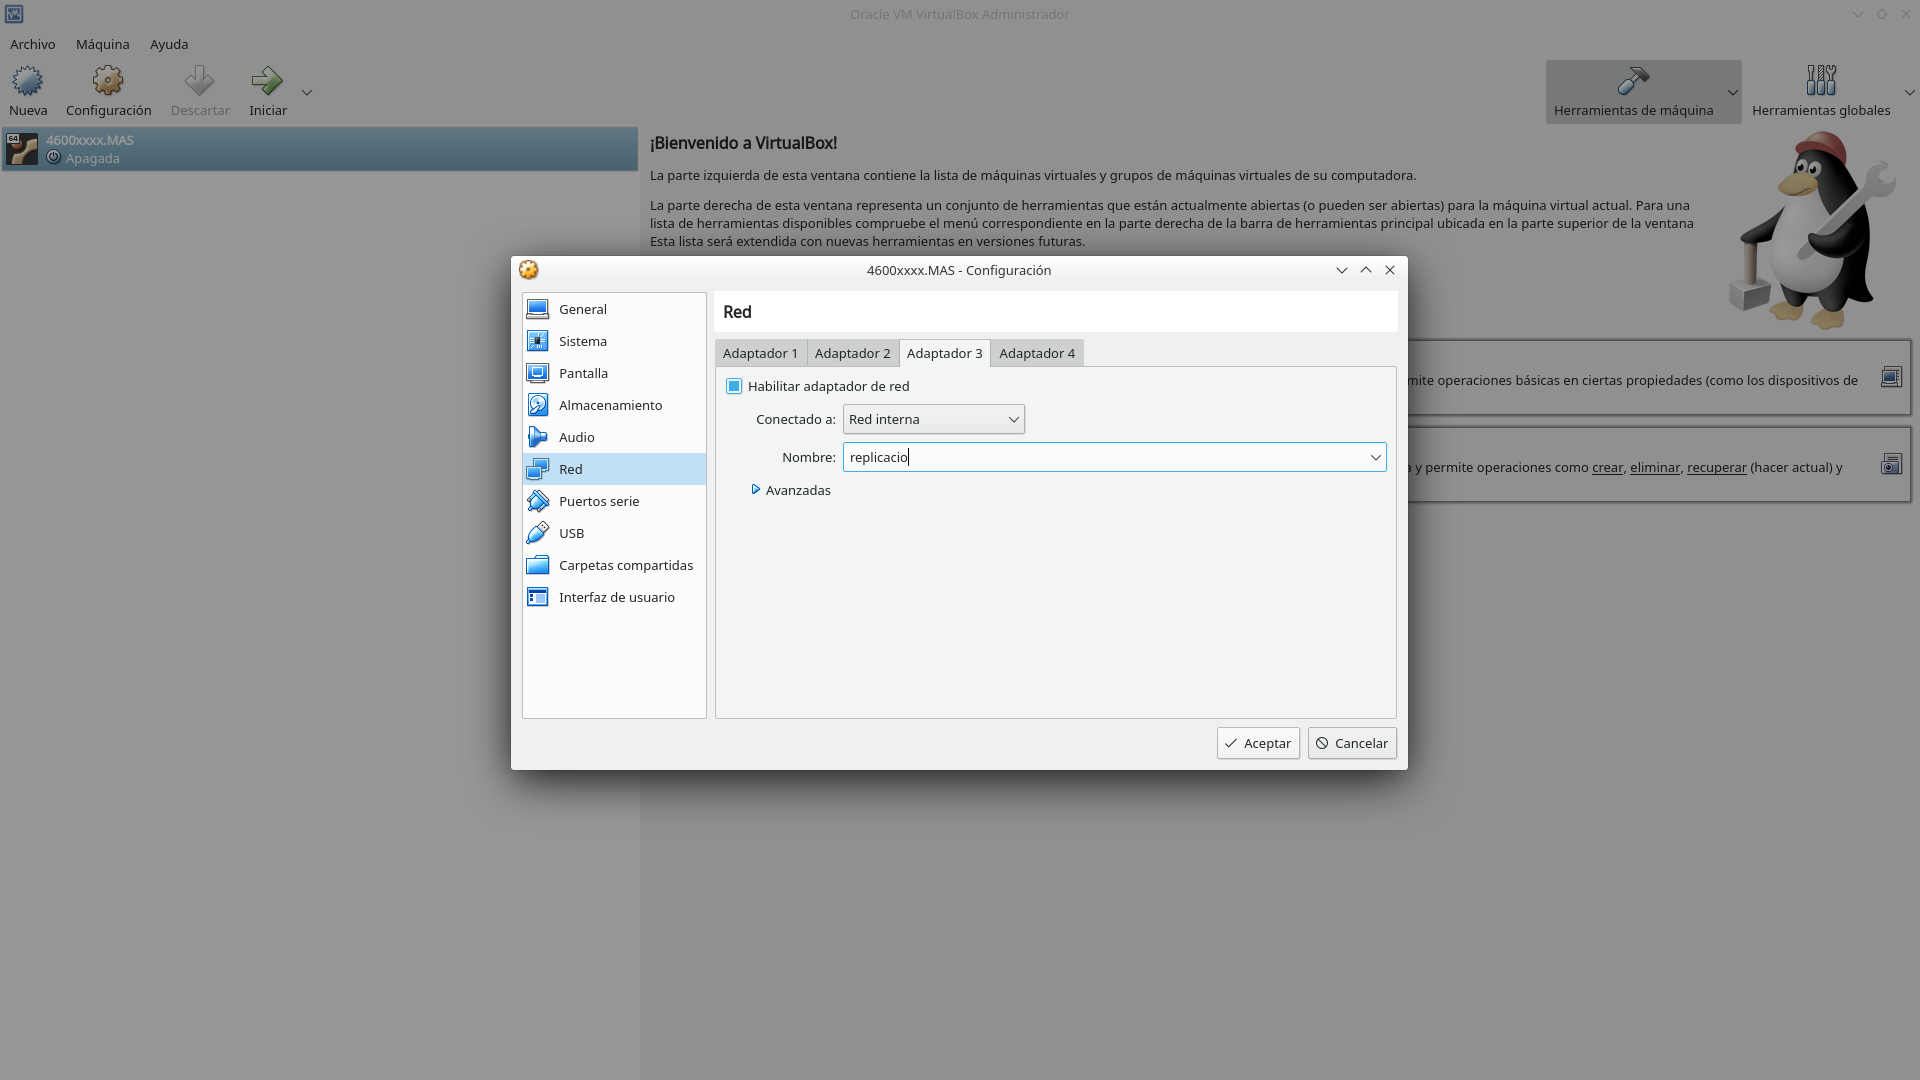 Oracle VM VirtualBox Administrador
Archivo Máquina Ayuda
Nueva Configuración Descartar Iniciar Herramientas de máquina Herramientas globales
64
4600xxxx.MAS
Apagada
¡Bienvenido a VirtualBox!
La parte izquierda de esta ventana contiene la lista de máquinas virtuales y grupos de máquinas virtuales de su computadora.
La parte derecha de esta ventana representa un conjunto de herramientas que están actualmente abiertas (o pueden ser abiertas) para la máquina virtual actual. Para una
lista de herramientas disponibles compruebe el menú correspondiente en la parte derecha de la barra de herramientas principal ubicada en la parte superior de la ventana
Esta lista será extendida con nuevas herramientas en versiones futuras.
4600xxxx.MAS - Configuración
General
Sistema
Pantalla
Almacenamiento
Audio
Red
Puertos serie
USB
Carpetas compartidas
Interfaz de usuario
Red
Adaptador 1 Adaptador 2 Adaptador 3 Adaptador 4
Habilitar adaptador de red
Conectado a: Red interna
Nombre: replicacio
Avanzadas
Aceptar Cancelar
mite operaciones básicas en ciertas propiedades (como los dispositivos de
a y permite operaciones como crear, eliminar, recuperar (hacer actual) y